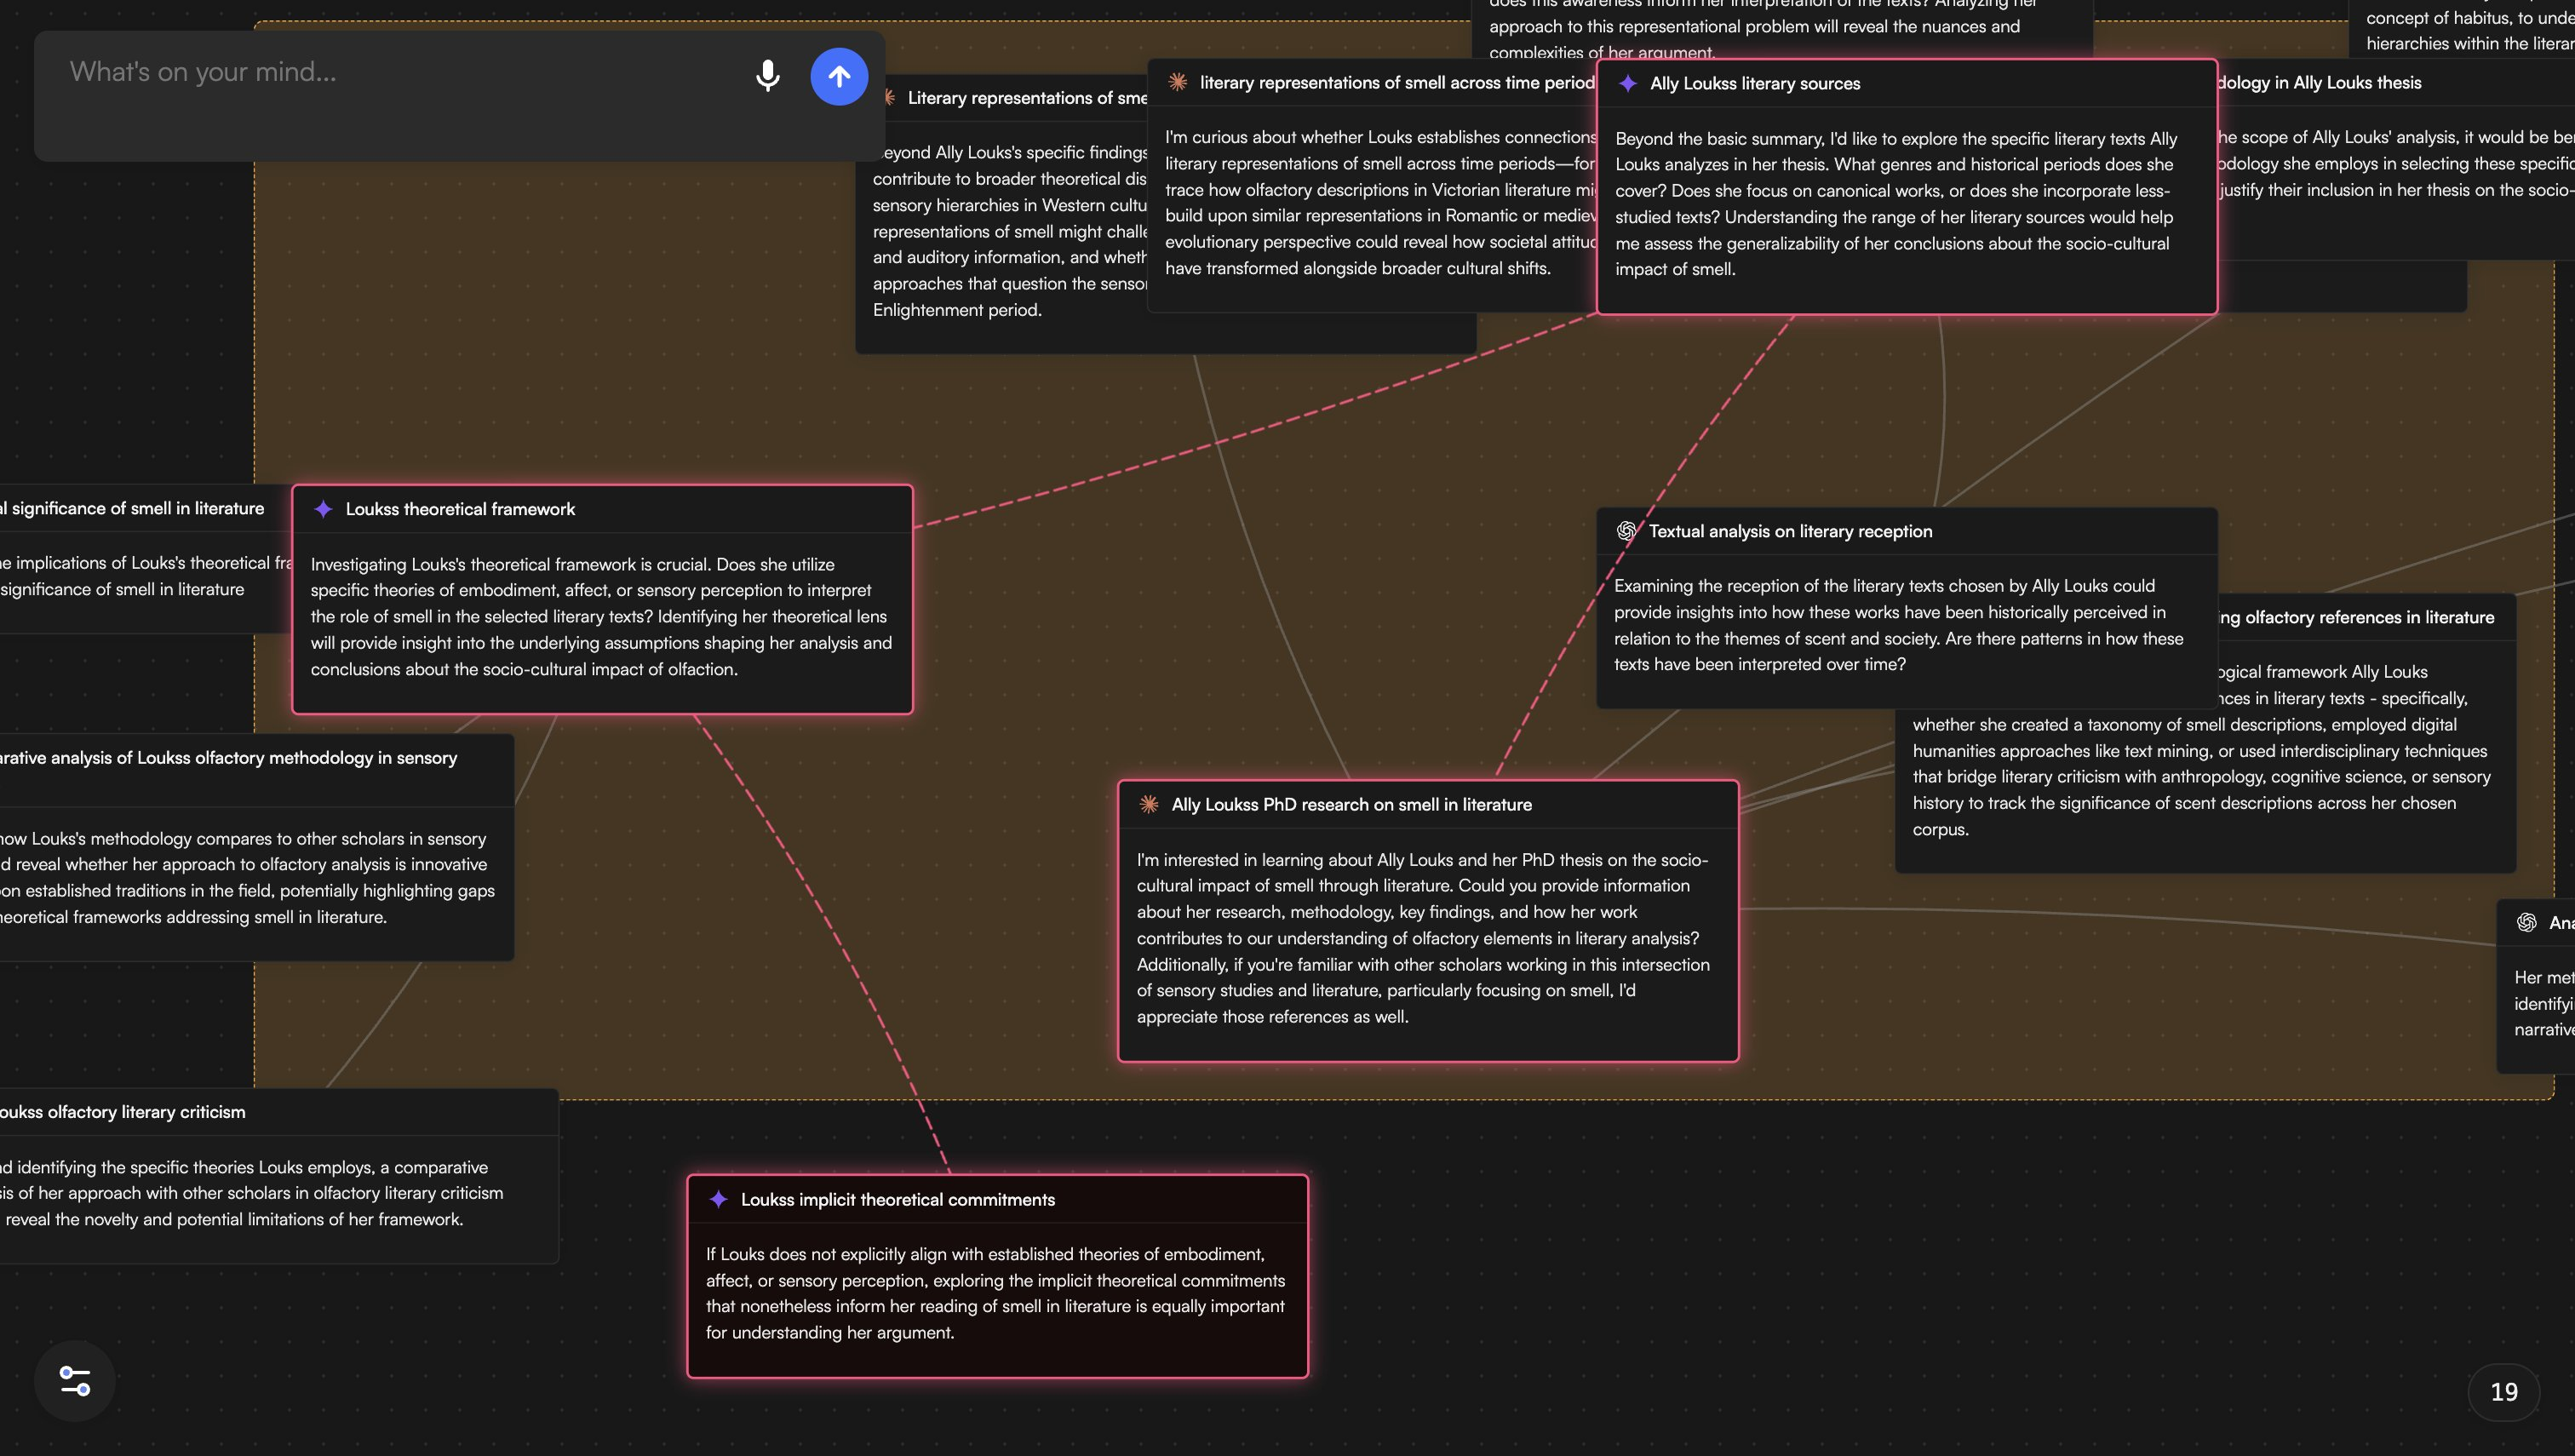 What's on your mind...
does this awareness inform her interpretation of the texts? Analyzing her
approach to this representational problem will reveal the nuances and
complexities of her argument.
concept of habitus, to unde
hierarchies within the literar
Literary representations of sme
eyond Ally Louks's specific findings
contribute to broader theoretical dis
sensory hierarchies in Western cultu
representations of smell might challe
and auditory information, and wheth
approaches that question the sensor
Enlightenment period.
literary representations of smell across time period
I'm curious about whether Louks establishes connections
literary representations of smell across time periods—for
trace how olfactory descriptions in Victorian literature mi
build upon similar representations in Romantic or mediev
evolutionary perspective could reveal how societal attitud
have transformed alongside broader cultural shifts.
Ally Loukss literary sources
Beyond the basic summary, I'd like to explore the specific literary texts Ally
Louks analyzes in her thesis. What genres and historical periods does she
cover? Does she focus on canonical works, or does she incorporate less-
studied texts? Understanding the range of her literary sources would help
me assess the generalizability of her conclusions about the socio-cultural
impact of smell.
dology in Ally Louks thesis
he scope of Ally Louks' analysis, it would be ben
odology she employs in selecting these specific
justify their inclusion in her thesis on the socio-
al significance of smell in literature
he implications of Louks's theoretical fra
significance of smell in literature
Loukss theoretical framework
Investigating Louks's theoretical framework is crucial. Does she utilize
specific theories of embodiment, affect, or sensory perception to interpret
the role of smell in the selected literary texts? Identifying her theoretical lens
will provide insight into the underlying assumptions shaping her analysis and
conclusions about the socio-cultural impact of olfaction.
Textual analysis on literary reception
Examining the reception of the literary texts chosen by Ally Louks could
provide insights into how these works have been historically perceived in
relation to the themes of scent and society. Are there patterns in how these
texts have been interpreted over time?
ing olfactory references in literature
ogical framework Ally Louks
nces in literary texts - specifically,
whether she created a taxonomy of smell descriptions, employed digital
humanities approaches like text mining, or used interdisciplinary techniques
that bridge literary criticism with anthropology, cognitive science, or sensory
history to track the significance of scent descriptions across her chosen
corpus.
arative analysis of Loukss olfactory methodology in sensory
how Louks's methodology compares to other scholars in sensory
d reveal whether her approach to olfactory analysis is innovative
pon established traditions in the field, potentially highlighting gaps
heoretical frameworks addressing smell in literature.
Ally Loukss PhD research on smell in literature
I'm interested in learning about Ally Louks and her PhD thesis on the socio-
cultural impact of smell through literature. Could you provide information
about her research, methodology, key findings, and how her work
contributes to our understanding of olfactory elements in literary analysis?
Additionally, if you're familiar with other scholars working in this intersection
of sensory studies and literature, particularly focusing on smell, I'd
appreciate those references as well.
Ana
Her met
identifyi
narrative
oukss olfactory literary criticism
nd identifying the specific theories Louks employs, a comparative
sis of her approach with other scholars in olfactory literary criticism
reveal the novelty and potential limitations of her framework.
Loukss implicit theoretical commitments
If Louks does not explicitly align with established theories of embodiment,
affect, or sensory perception, exploring the implicit theoretical commitments
that nonetheless inform her reading of smell in literature is equally important
for understanding her argument.
19